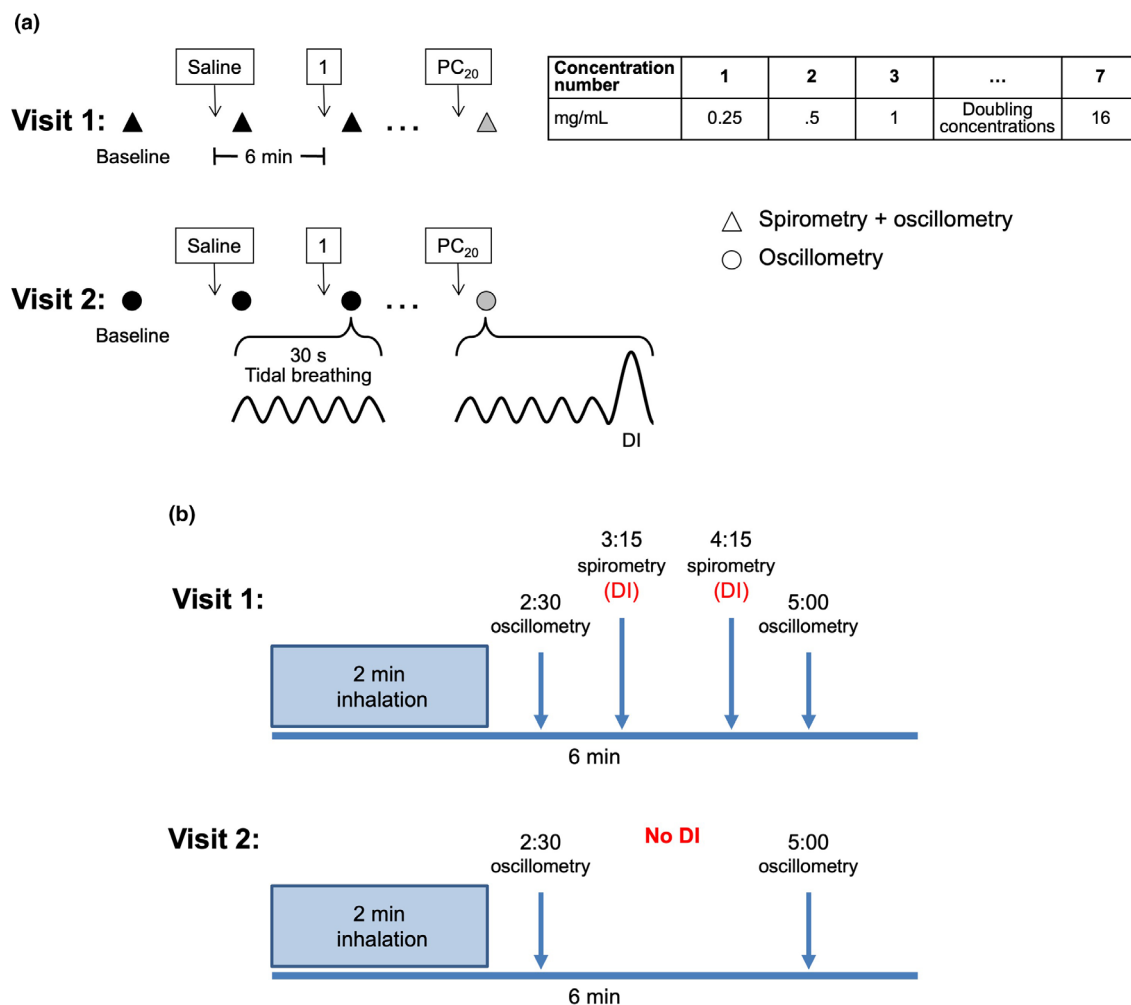 (a)
Saline
1
PC20
Visit 1:
Baseline
6 min
...
Concentration number 1 2 3 ... 7
mg/mL 0.25 .5 1 Doubling concentrations 16
Spirometry + oscillometry
Oscillometry
Saline
1
PC20
Visit 2:
Baseline
...
30 s
Tidal breathing
DI
(b)
Visit 1:
2 min
inhalation
2:30
oscillometry
3:15
spirometry
(DI)
4:15
spirometry
(DI)
5:00
oscillometry
6 min
Visit 2:
2 min
inhalation
2:30
oscillometry
No DI
5:00
oscillometry
6 min